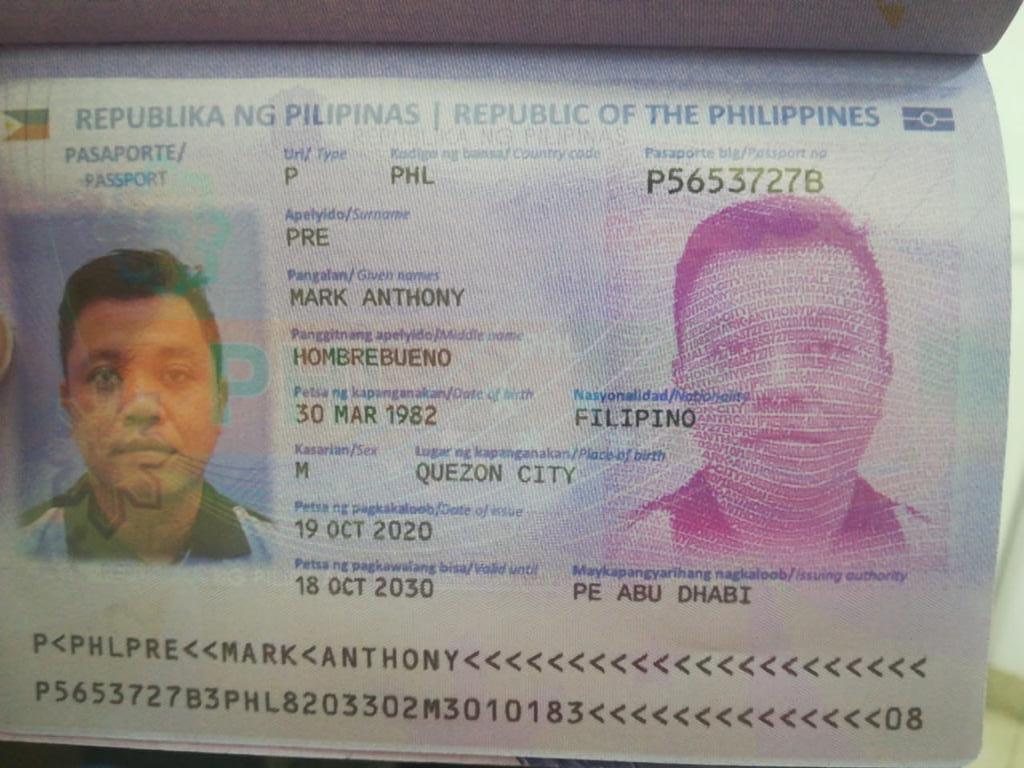 REPUBLIKA NG PILIPINAS | REPUBLIC OF THE PHILIPPINES
REPUBLIKA NG PILIPINAS
PASAPORTE/
PASSPORT
Uri/ Type
Kodigo ng bansa/Country code
Pasaporte blg/Passport no
P
PHL
P5653727B
Apelyido/Surname
PRE
Pangalan/ Given names
MARK ANTHONY
Panggitnang apelyido/Middle name
HOMBREBUENO
Petsa ng kapanganakan/Date of birth
Nasyonalidad/Nationality
30 MAR 1982
FILIPINO
Kasarian/Sex
Lugar ng kapanganakan/Place of birth
M
QUEZON CITY
Petsa ng pagkakaloob/Date of issue
19 OCT 2020
Petsa ng pagkawalang bisa/Valid until
Maykapangyarihang nagkaloob/Issuing authority
18 OCT 2030
PE ABU DHABI
P<PHLPRE<<MARK<ANTHONY<<<<<<<<<<<<<<<<<<<<<<
P5653727B3PHL8203302M3010183<<<<<<<<<<<<<<08